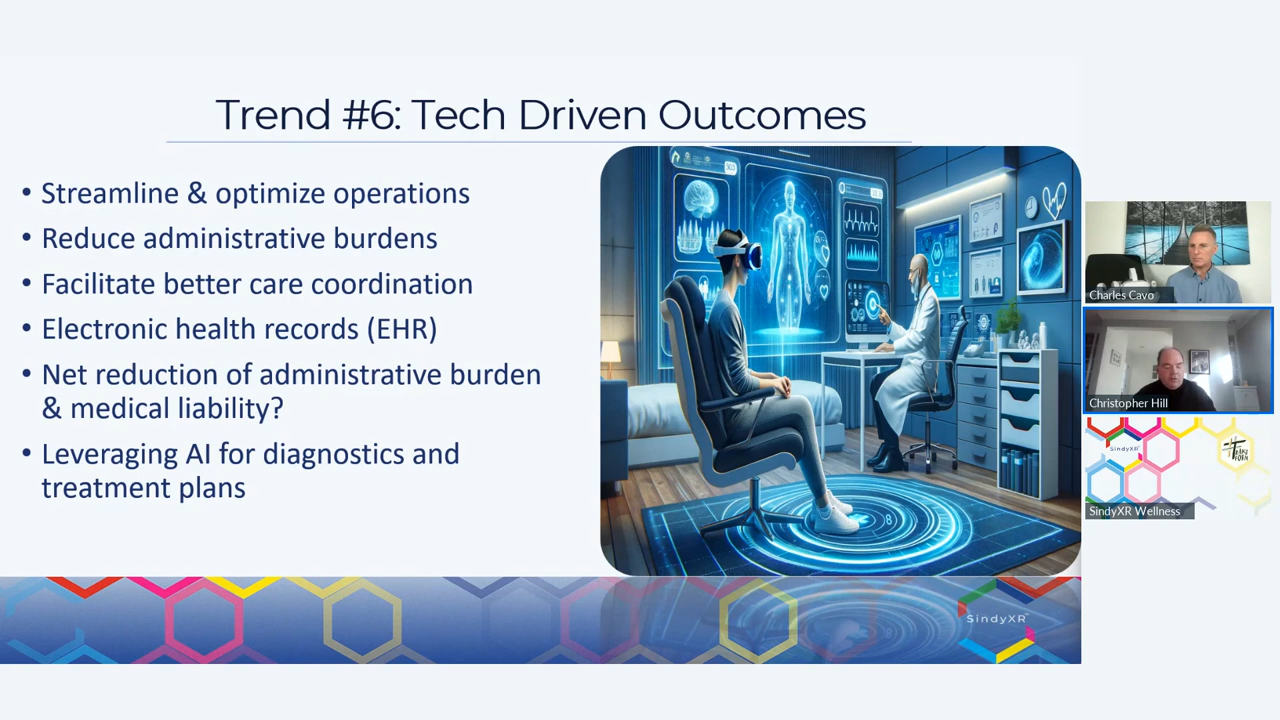 Trend #6: Tech Driven Outcomes
• Streamline & optimize operations
• Reduce administrative burdens
• Facilitate better care coordination
• Electronic health records (EHR)
• Net reduction of administrative burden
& medical liability?
• Leveraging AI for diagnostics and
treatment plans
SindyXR
Charles Cavo
Christopher Hill
SindyXR
SindyXR Wellness